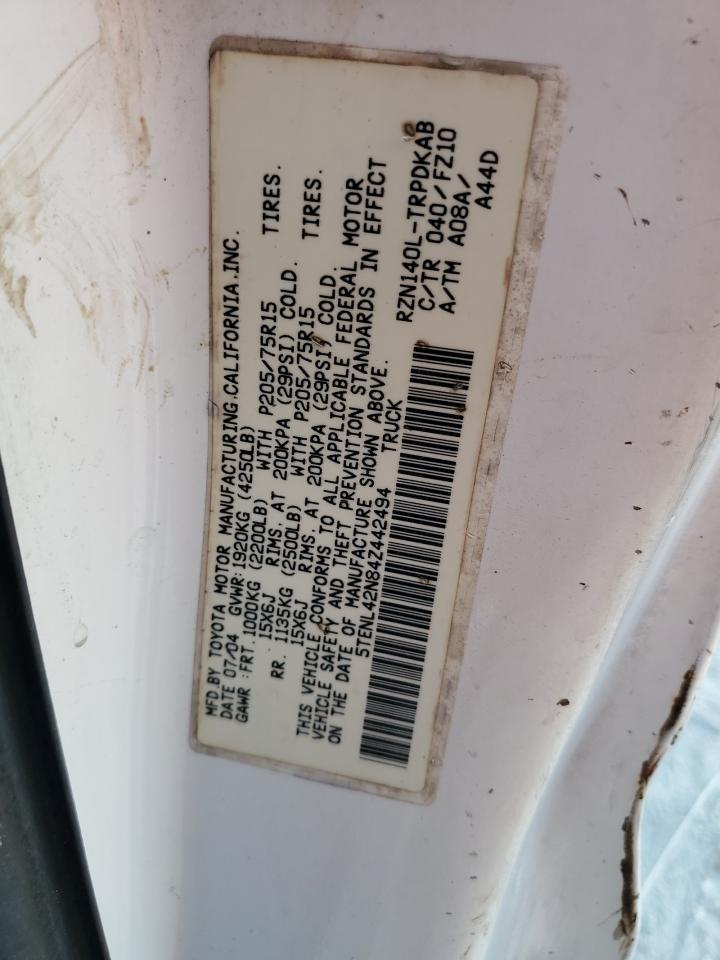 MFD.BY TOYOTA MOTOR MANUFACTURING.CALIFORNIA.INC.
DATE 07/04 GVWR:1920KG (4250LB)
GAWR :FRT.1000KG (2200LB) WITH P205/75R15 TIRES.
15X6J RIMS. AT 200KPA (29PSI) COLD.
RR. 1135KG (2500LB) WITH P205/75R15 TIRES.
15X6J RIMS. AT 200KPA (29PSI) COLD.
THIS VEHICLE CONFORMS TO ALL APPLICABLE FEDERAL MOTOR
VEHICLE SAFETY AND THEFT PREVENTION STANDARDS IN EFFECT
ON THE DATE OF MANUFACTURE SHOWN ABOVE.
5TENL42N84Z442494 TRUCK
RZN140L-TRPDKAB
C/TR 040/FZ10
A/TM A08A/
A44D